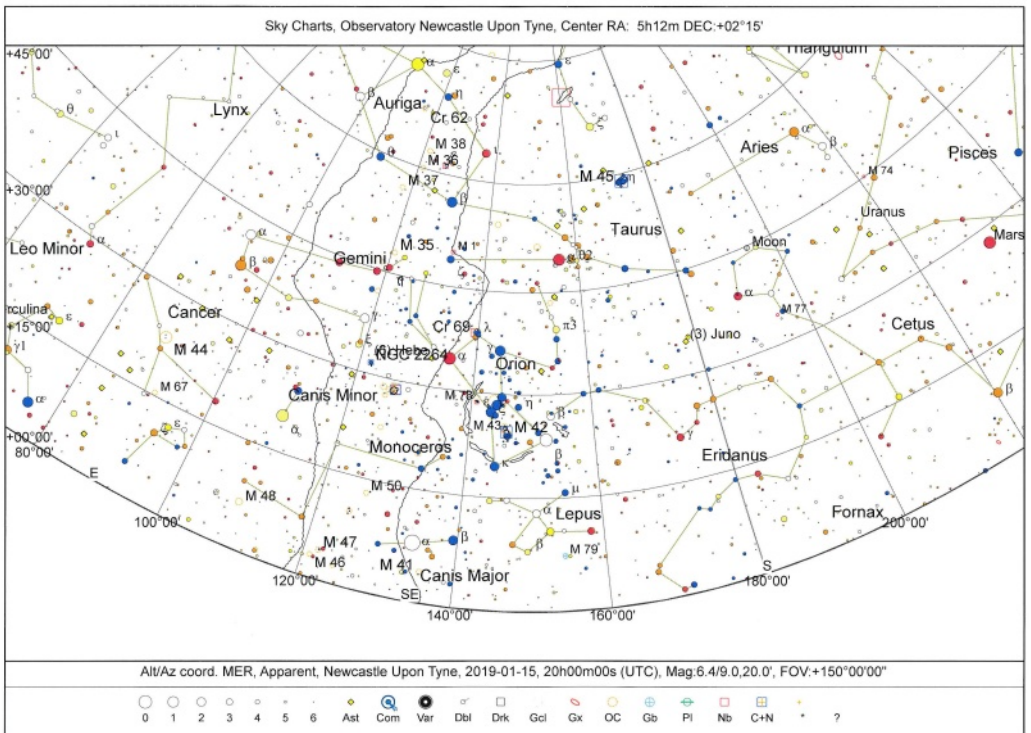 Sky Charts, Observatory Newcastle Upon Tyne, Center RA: 5h12m DEC:+02°15'
+45°00'
Triangulum
α
ε
ε
β
Auriga
η
Lynx
Cr 62
ζ
θ
ι
M 38
α
Aries
β
Pisces
θ
M 36
ι
M 45
η
M 74
M 37
+30°00'
β
Uranus
Taurus
α
M 35
M 1
Moon
Mars
Leo Minor
α
β
Gemini
α
ζ
η
α
M 77
Cancer
γ
π3
rculina
ε
+15°00'
Cr 69
λ
(3) Juno
Cetus
γ1
M 44
ξ
NGC 2264
α
Orion
M 67
Canis Minor
M 78
η
β
β
α
α
ζ
ε
M 43
M 42
γ
+00°00'
Monoceros
β
Eridanus
80°00'
κ
E
M 50
μ
M 48
α
Lepus
Fornax
100°00'
200°00'
M 47
α
β
β
M 79
M 46
M 41
S
120°00'
Canis Major
180°00'
SE
160°00'
140°00'
Alt/Az coord. MER, Apparent, Newcastle Upon Tyne, 2019-01-15, 20h00m00s (UTC), Mag:6.4/9.0,20.0', FOV:+150°00'00"
0 1 2 3 4 5 6 Ast Com Var Dbl Drk Gcl Gx OC Gb Pl Nb C+N * ?